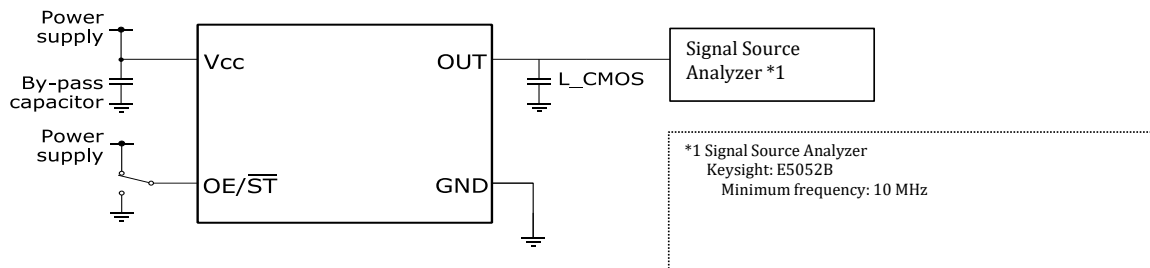 Power
supply
Vcc
By-pass
capacitor
Power
supply
OE/S̅T̅
OUT
L_CMOS
GND
Signal Source
Analyzer *1
*1 Signal Source Analyzer
Keysight: E5052B
Minimum frequency: 10 MHz